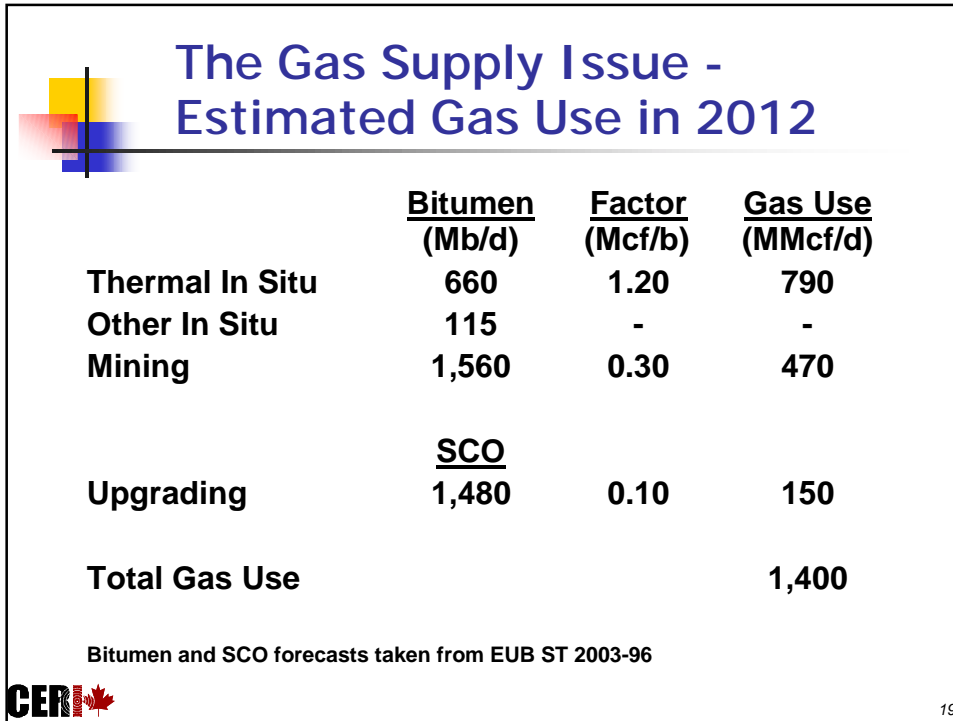 The Gas Supply Issue -
Estimated Gas Use in 2012
Bitumen Factor Gas Use
(Mb/d) (Mcf/b) (MMcf/d)
Thermal In Situ 660 1.20 790
Other In Situ 115 - -
Mining 1,560 0.30 470
SCO
Upgrading 1,480 0.10 150
Total Gas Use 1,400
Bitumen and SCO forecasts taken from EUB ST 2003-96
CERI
19